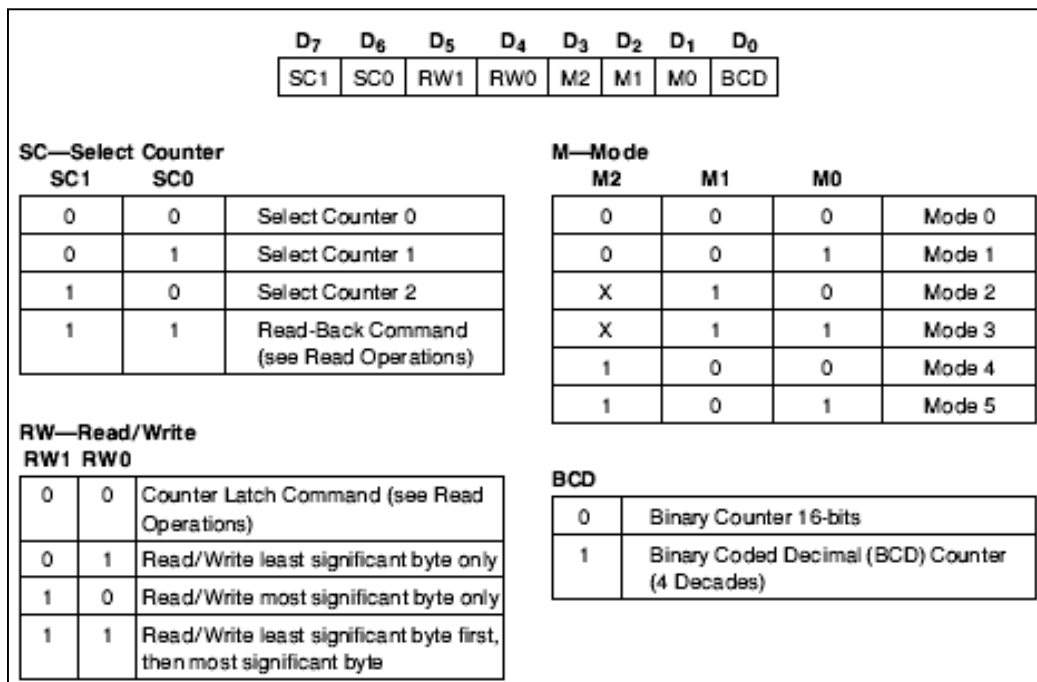 D7 D6 D5 D4 D3 D2 D1 D0
SC1 SC0 RW1 RW0 M2 M1 M0 BCD
SC—Select Counter
SC1 SC0
0 0 Select Counter 0
0 1 Select Counter 1
1 0 Select Counter 2
1 1 Read-Back Command
(see Read Operations)
RW—Read/Write
RW1 RW0
0 0 Counter Latch Command (see Read
Operations)
0 1 Read/Write least significant byte only
1 0 Read/Write most significant byte only
1 1 Read/Write least significant byte first,
then most significant byte
M—Mode
M2 M1 M0
0 0 0 Mode 0
0 0 1 Mode 1
X 1 0 Mode 2
X 1 1 Mode 3
1 0 0 Mode 4
1 0 1 Mode 5
BCD
0 Binary Counter 16-bits
1 Binary Coded Decimal (BCD) Counter
(4 Decades)